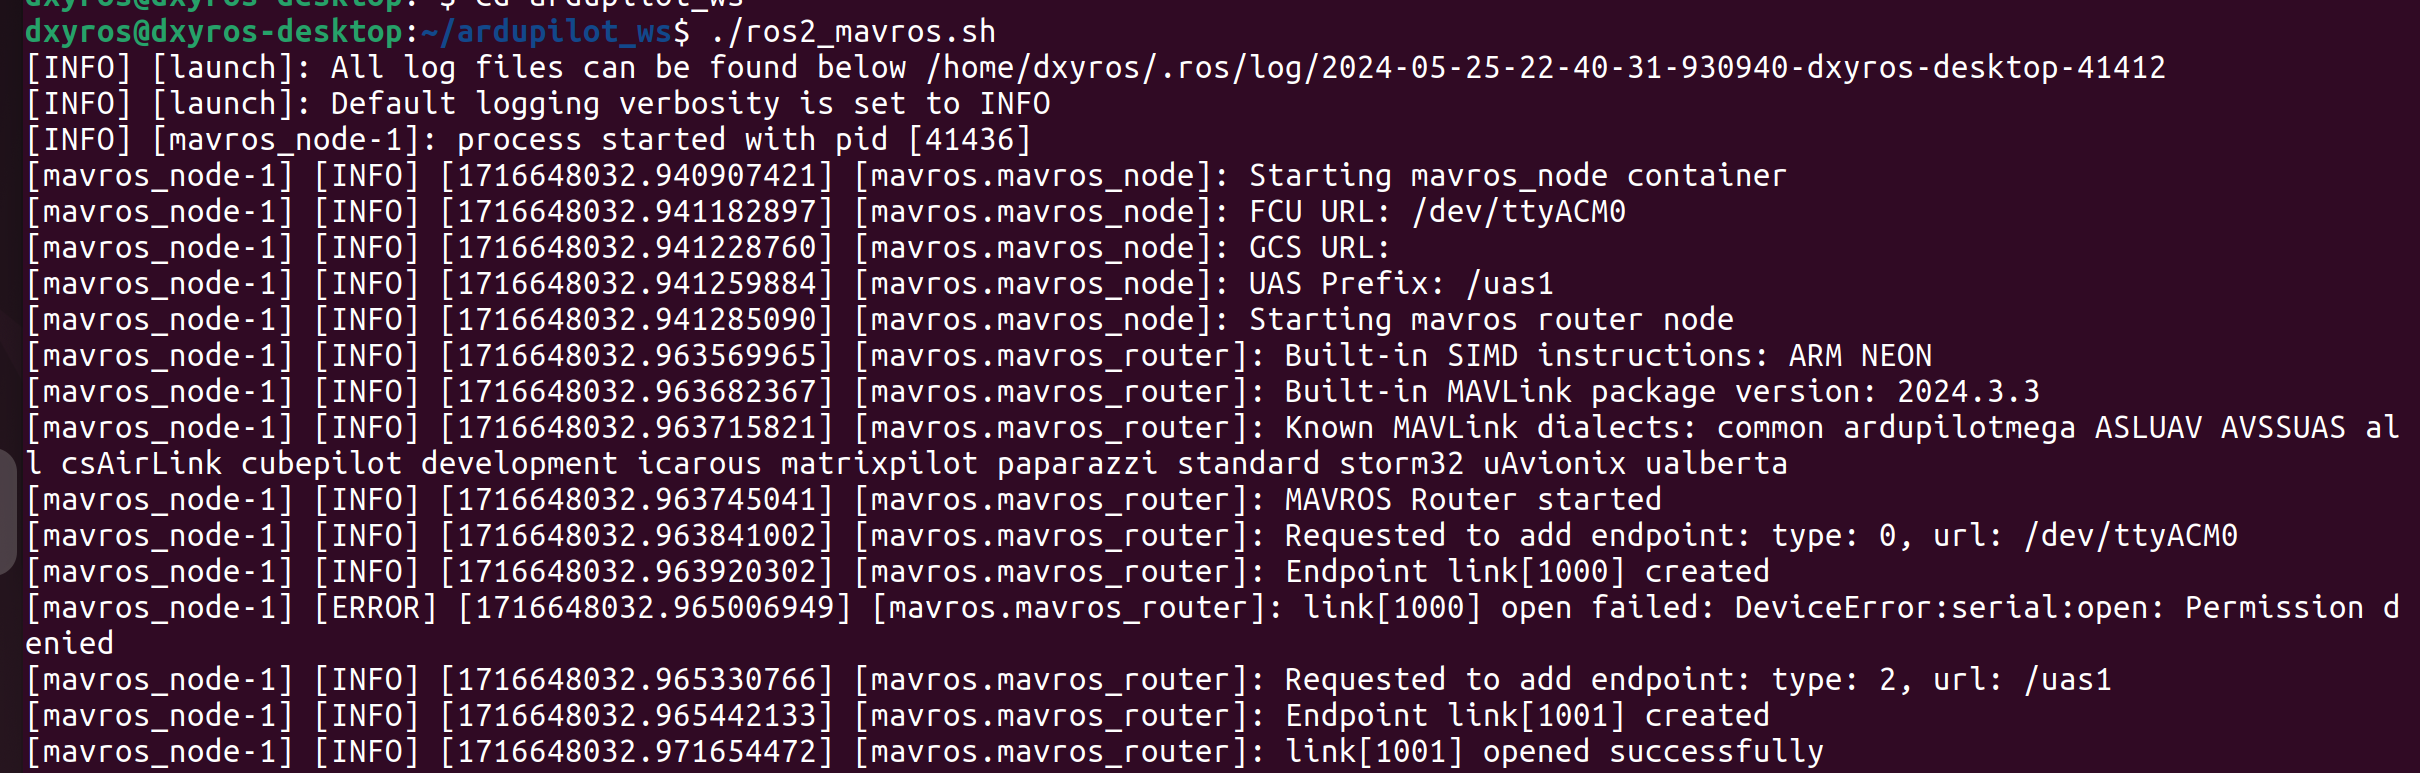 dxyros@dxyros-desktop: $ cd ardupilot_ws
dxyros@dxyros-desktop:~/ardupilot_ws$ ./ros2_mavros.sh
[INFO] [launch]: All log files can be found below /home/dxyros/.ros/log/2024-05-25-22-40-31-930940-dxyros-desktop-41412
[INFO] [launch]: Default logging verbosity is set to INFO
[INFO] [mavros_node-1]: process started with pid [41436]
[mavros_node-1] [INFO] [1716648032.940907421] [mavros.mavros_node]: Starting mavros_node container
[mavros_node-1] [INFO] [1716648032.941182897] [mavros.mavros_node]: FCU URL: /dev/ttyACM0
[mavros_node-1] [INFO] [1716648032.941228760] [mavros.mavros_node]: GCS URL:
[mavros_node-1] [INFO] [1716648032.941259884] [mavros.mavros_node]: UAS Prefix: /uas1
[mavros_node-1] [INFO] [1716648032.941285090] [mavros.mavros_node]: Starting mavros router node
[mavros_node-1] [INFO] [1716648032.963569965] [mavros.mavros_router]: Built-in SIMD instructions: ARM NEON
[mavros_node-1] [INFO] [1716648032.963682367] [mavros.mavros_router]: Built-in MAVLink package version: 2024.3.3
[mavros_node-1] [INFO] [1716648032.963715821] [mavros.mavros_router]: Known MAVLink dialects: common ardupilotmega ASLUAV AVSSUAS al
l csAirLink cubepilot development icarous matrixpilot paparazzi standard storm32 uAvionix ualberta
[mavros_node-1] [INFO] [1716648032.963745041] [mavros.mavros_router]: MAVROS Router started
[mavros_node-1] [INFO] [1716648032.963841002] [mavros.mavros_router]: Requested to add endpoint: type: 0, url: /dev/ttyACM0
[mavros_node-1] [INFO] [1716648032.963920302] [mavros.mavros_router]: Endpoint link[1000] created
[mavros_node-1] [ERROR] [1716648032.965006949] [mavros.mavros_router]: link[1000] open failed: DeviceError:serial:open: Permission d
enied
[mavros_node-1] [INFO] [1716648032.965330766] [mavros.mavros_router]: Requested to add endpoint: type: 2, url: /uas1
[mavros_node-1] [INFO] [1716648032.965442133] [mavros.mavros_router]: Endpoint link[1001] created
[mavros_node-1] [INFO] [1716648032.971654472] [mavros.mavros_router]: link[1001] opened successfully